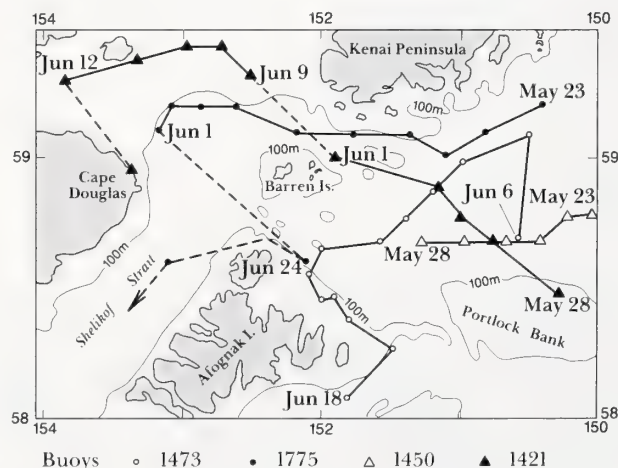 154
152
150
Kenai Peninsula
Jun 12
Jun 9
100m
May 23
Jun 1
Jun 1
59
59
100m
Cape
Douglas
Barren Is.
Jun 6
May 23
100m
May 28
Jun 24
Shelikof Strait
100m
100m
May 28
Portlock Bank
Afognak I.
Jun 18
58
58
154
152
150
Buoys ○ 1473 ● 1775 △ 1450 ▲ 1421